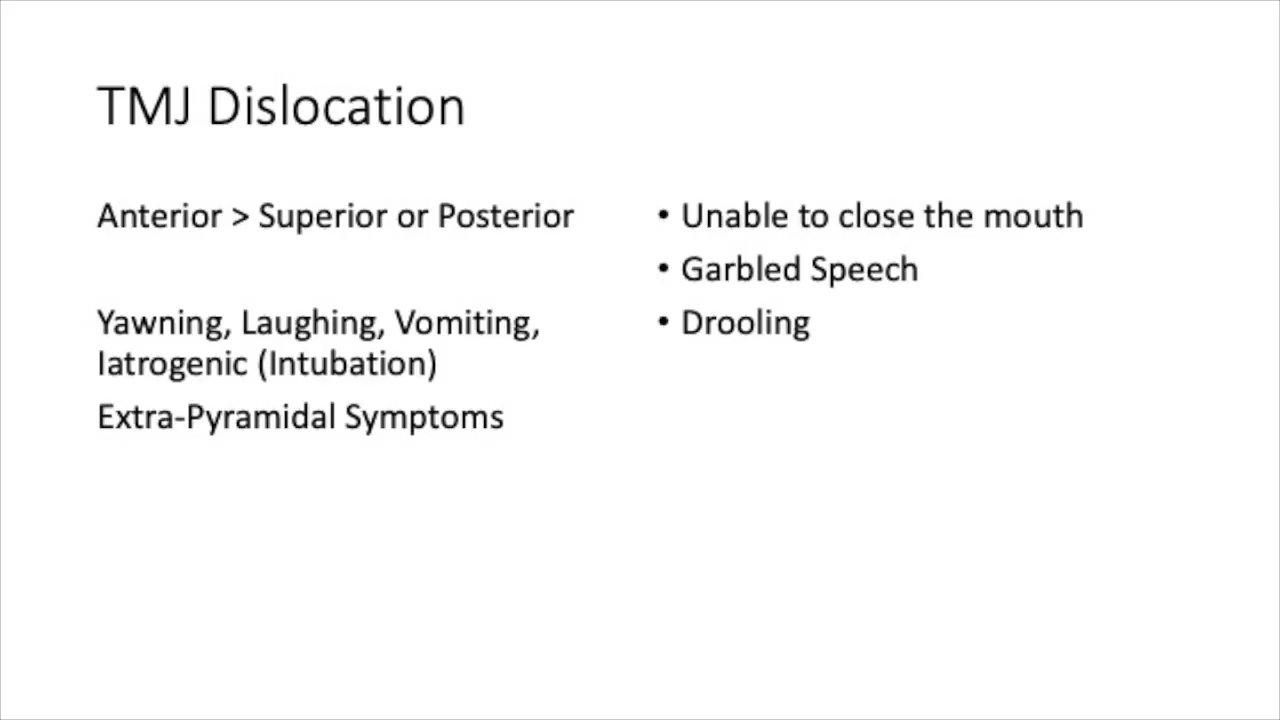 TMJ Dislocation
Anterior > Superior or Posterior
Yawning, Laughing, Vomiting,
Iatrogenic (Intubation)
Extra-Pyramidal Symptoms
• Unable to close the mouth
• Garbled Speech
• Drooling